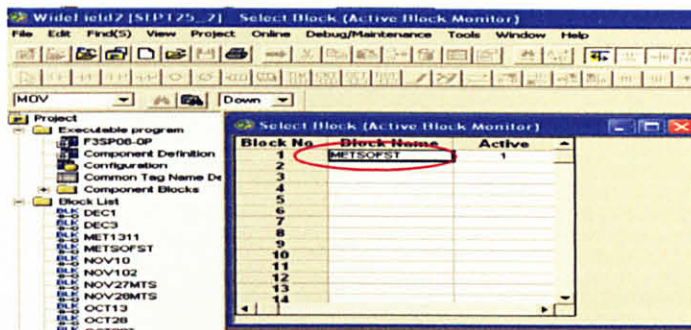 WideField2 [SEPT25_2] Select Block (Active Block Monitor)
File Edit Find(S) View Project Online Debug/Maintenance Tools Window Help
MOV Down
Project
Executable program
F3SP08-0P
Component Definition
Configuration
Common Tag Name De
Component Blocks
Block List
DEC1
DEC3
MET1311
METSOFST
NOV10
NOV102
NOV27MTS
NOV28MTS
OCT13
OCT28
Select Block (Active Block Monitor)
Block No Block Name Active
1 METSOFST 1
2
3
4
5
6
7
8
9
10
11
12
13
14